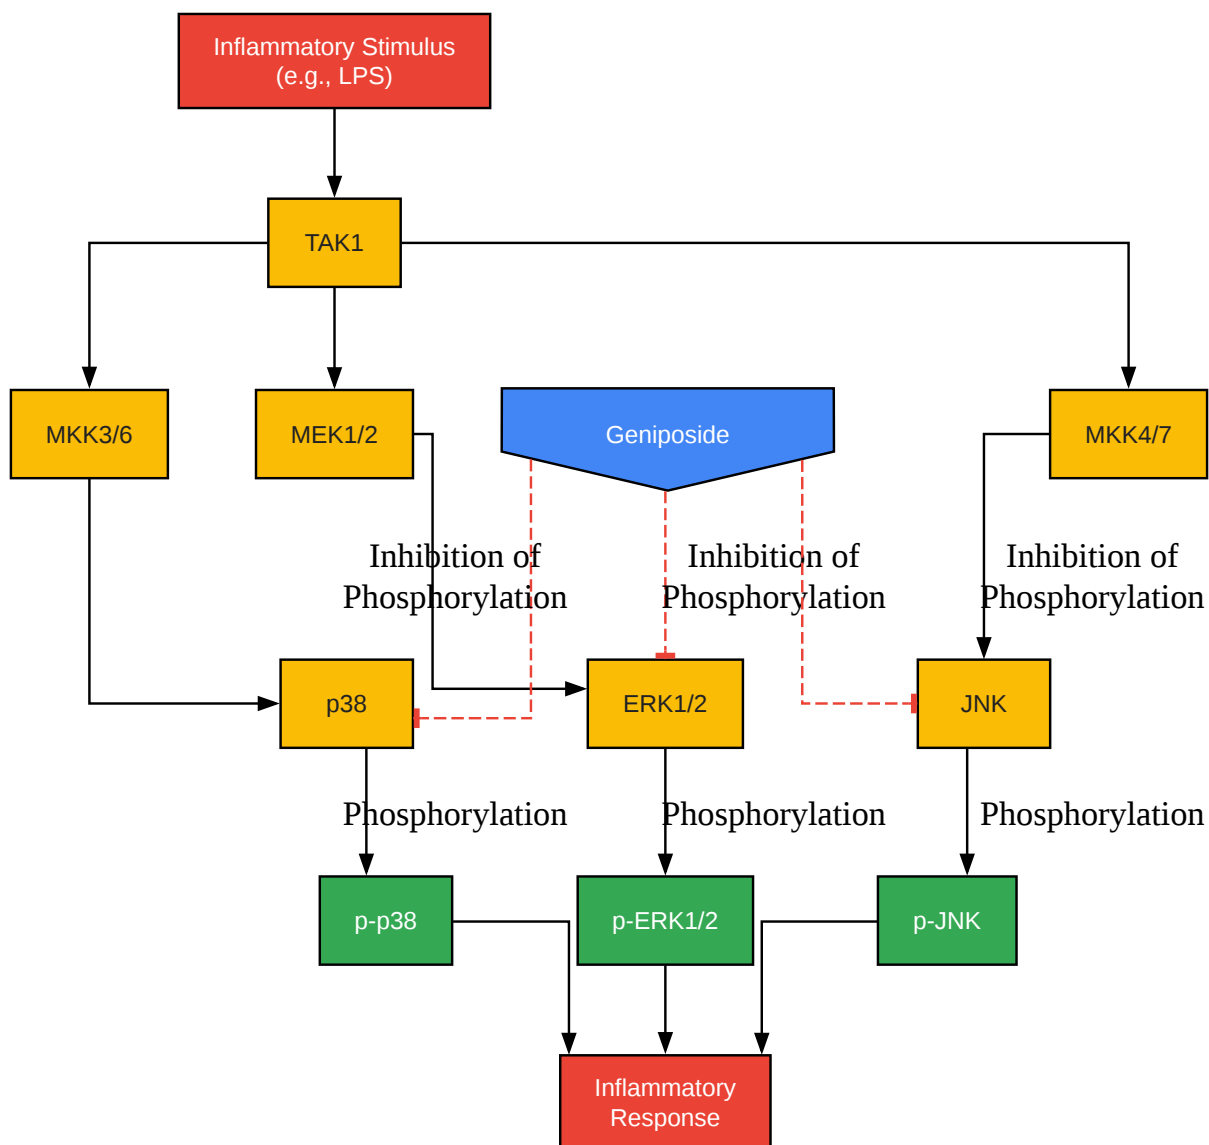 Inflammatory Stimulus
(e.g., LPS)
TAK1
MKK3/6
MEK1/2
Geniposide
MKK4/7
Inhibition of
Phosphorylation
Inhibition of
Phosphorylation
Inhibition of
Phosphorylation
p38
ERK1/2
JNK
Phosphorylation
Phosphorylation
Phosphorylation
p-p38
p-ERK1/2
p-JNK
Inflammatory
Response